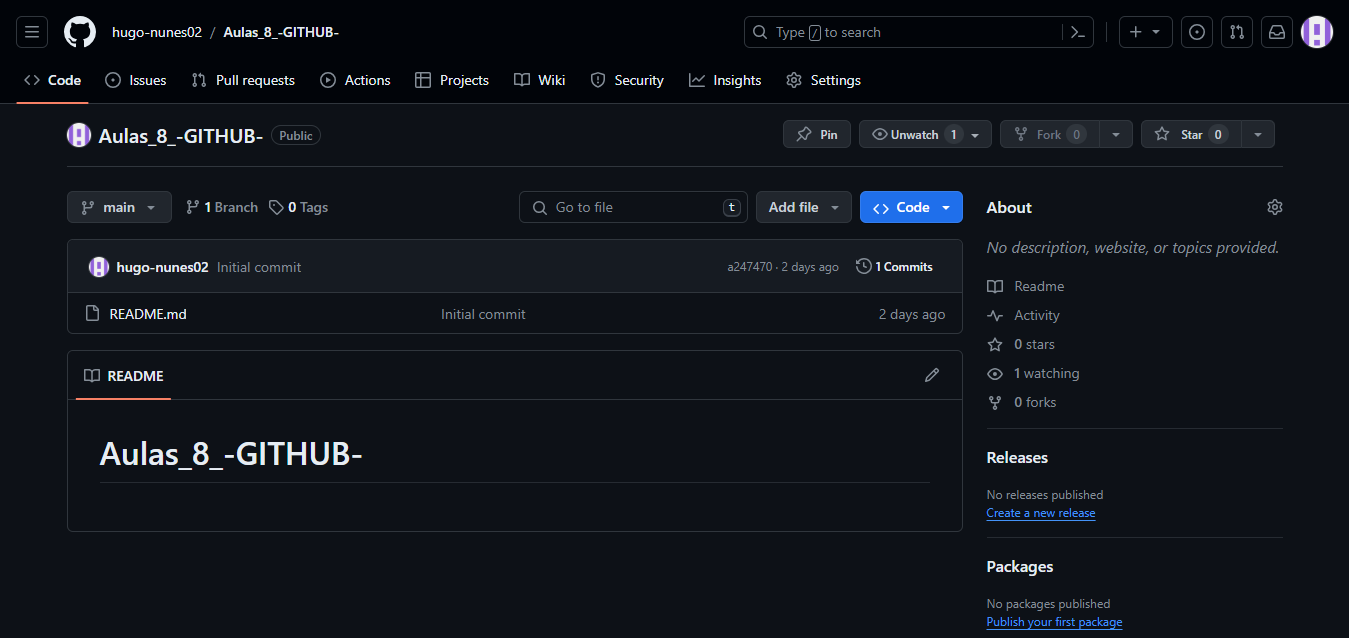 hugo-nunes02 / Aulas_8_-GITHUB-
Type / to search
Code Issues Pull requests Actions Projects Wiki Security Insights Settings
Aulas_8_-GITHUB- Public
Pin Unwatch 1 Fork 0 Star 0
main 1 Branch 0 Tags
Go to file t Add file Code
hugo-nunes02 Initial commit a247470 · 2 days ago 1 Commits
README.md Initial commit 2 days ago
README
Aulas_8_-GITHUB-
About
No description, website, or topics provided.
Readme
Activity
0 stars
1 watching
0 forks
Releases
No releases published
Create a new release
Packages
No packages published
Publish your first package